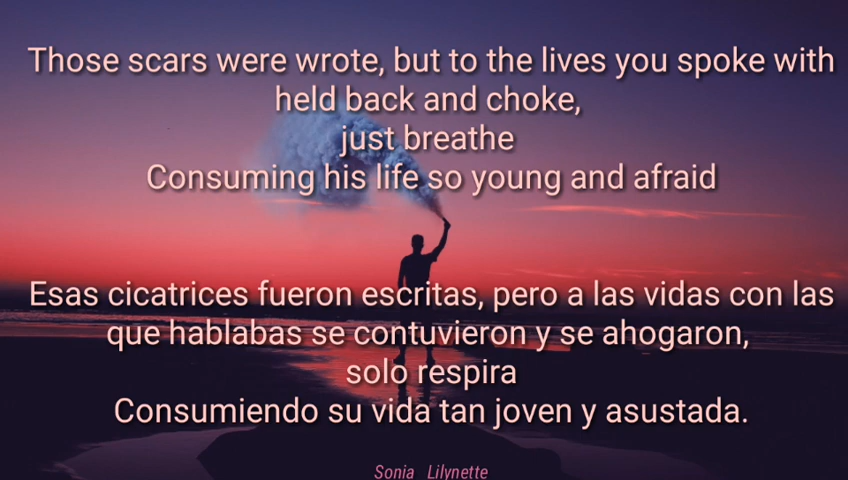 Those scars were wrote, but to the lives you spoke with
held back and choke,
just breathe
Consuming his life so young and afraid
Esas cicatrices fueron escritas, pero a las vidas con las
que hablabas se contuvieron y se ahogaron,
solo respira
Consumiendo su vida tan joven y asustada.
Sonia Lilynette